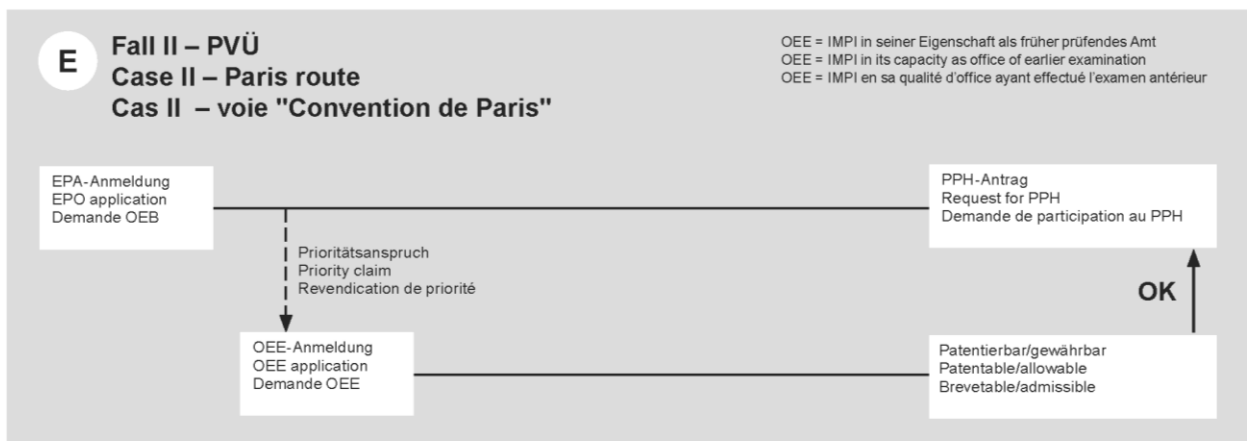 E
Fall II – PVÜ
Case II – Paris route
Cas II – voie "Convention de Paris"
OEE = IMPI in seiner Eigenschaft als früher prüfendes Amt
OEE = IMPI in its capacity as office of earlier examination
OEE = IMPI en sa qualité d'office ayant effectué l'examen antérieur
EPA-Anmeldung
EPO application
Demande OEB
PPH-Antrag
Request for PPH
Demande de participation au PPH
Prioritätsanspruch
Priority claim
Revendication de priorité
OK
OEE-Anmeldung
OEE application
Demande OEE
Patentierbar/gewährbar
Patentable/allowable
Brevetable/admissible